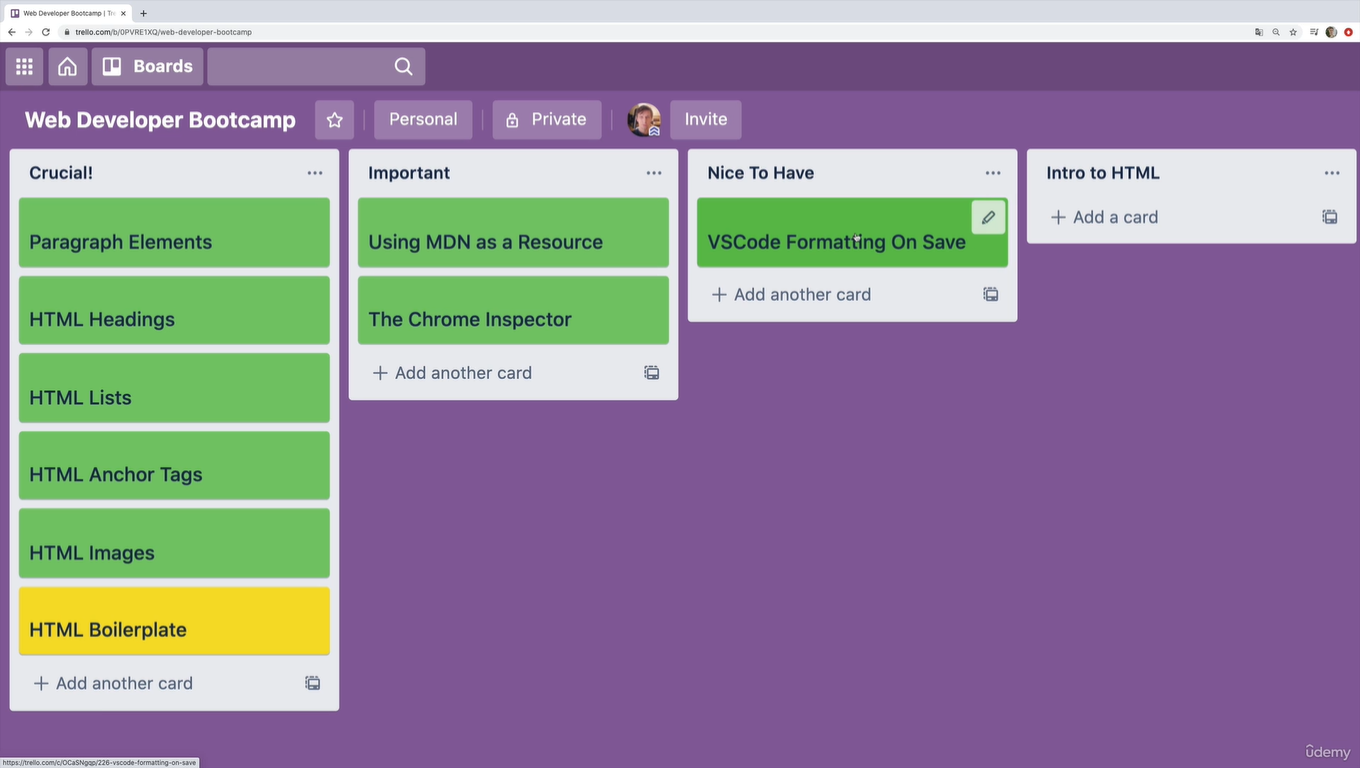 Web Developer Bootcamp | Tre
trello.com/b/0PVRE1XQ/web-developer-bootcamp
Boards
Web Developer Bootcamp
Personal
Private
Invite
Crucial!
Paragraph Elements
HTML Headings
HTML Lists
HTML Anchor Tags
HTML Images
HTML Boilerplate
+ Add another card
Important
Using MDN as a Resource
The Chrome Inspector
+ Add another card
Nice To Have
VSCode Formatting On Save
+ Add another card
Intro to HTML
+ Add a card
https://trello.com/c/OCaSNgqp/226-vscode-formatting-on-save
ûdemy